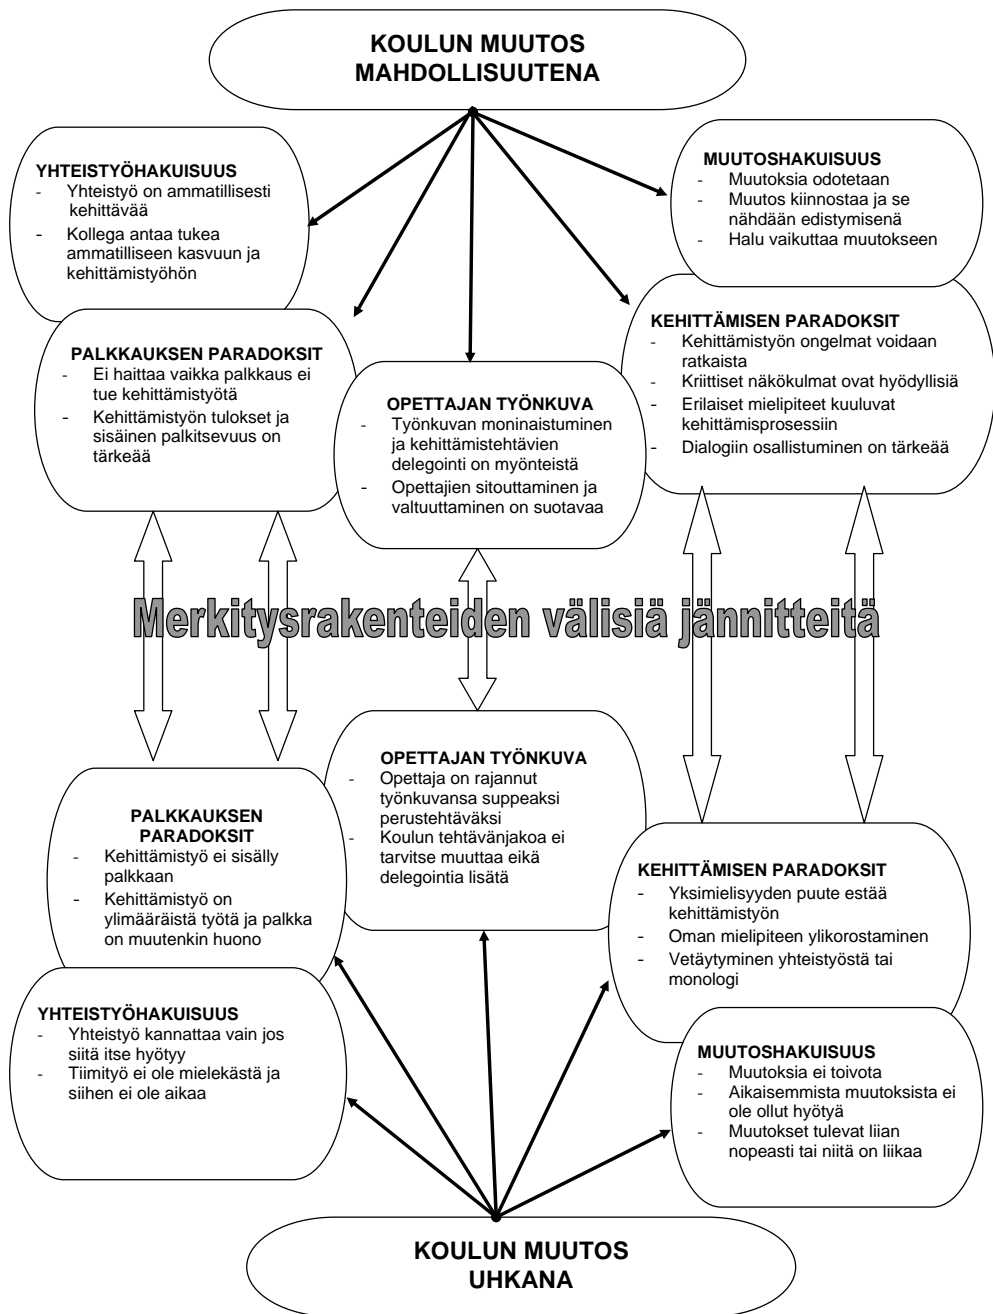 KOULUN MUUTOS
MAHDOLLISUUTENA
YHTEISTYÖHAKUISUUS
- Yhteistyö on ammatillisesti
kehittävää
- Kollega antaa tukea
ammatilliseen kasvuun ja
kehittämistyöhön
MUUTOSHAKUISUUS
- Muutoksia odotetaan
- Muutos kiinnostaa ja se
nähdään edistymisenä
- Halu vaikuttaa muutokseen
PALKKAUKSEN PARADOKSIT
- Ei haittaa vaikka palkkaus ei
tue kehittämistyötä
- Kehittämistyön tulokset ja
sisäinen palkitsevuus on
tärkeää
OPETTAJAN TYÖNKUVA
- Työnkuvan moninaistuminen
ja kehittämistehtävien
delegointi on myönteistä
- Opettajien sitouttaminen ja
valtuuttaminen on suotavaa
KEHITTÄMISEN PARADOKSIT
- Kehittämistyön ongelmat voidaan
ratkaista
- Kriittiset näkökulmat ovat hyödyllisiä
- Erilaiset mielipiteet kuuluvat
kehittämisprosessiin
- Dialogiin osallistuminen on tärkeää
Merkitysrakenteiden välisiä jännitteitä
PALKKAUKSEN
PARADOKSIT
- Kehittämistyö ei sisälly
palkkaan
- Kehittämistyö on
ylimääräistä työtä ja palkka
on muutenkin huono
OPETTAJAN TYÖNKUVA
- Opettaja on rajannut
työnkuvansa suppeaksi
perustehtäväksi
- Koulun tehtävänjakoa ei
tarvitse muuttaa eikä
delegointia lisätä
KEHITTÄMISEN PARADOKSIT
- Yksimielisyyden puute estää
kehittämistyön
- Oman mielipiteen ylikorostaminen
- Vetäytyminen yhteistyöstä tai
monologi
YHTEISTYÖHAKUISUUS
- Yhteistyö kannattaa vain jos
siitä itse hyötyy
- Tiimityö ei ole mielekästä ja
siihen ei ole aikaa
MUUTOSHAKUISUUS
- Muutoksia ei toivota
- Aikaisemmista muutoksista ei
ole ollut hyötyä
- Muutokset tulevat liian
nopeasti tai niitä on liikaa
KOULUN MUUTOS
UHKANA